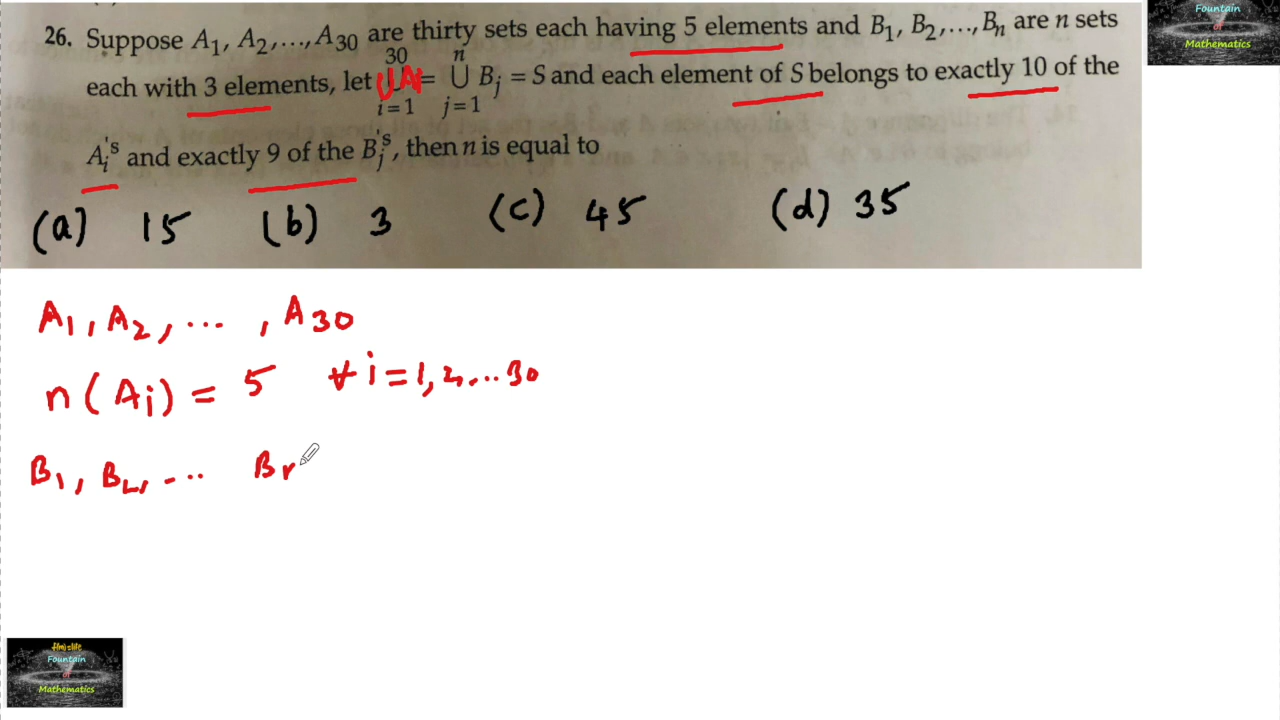 26. Suppose A₁, A₂,..., A₃₀ are thirty sets each having 5 elements and B₁, B₂,..., Bₙ are n sets
30 n
each with 3 elements, let ∪ Aᵢ = ∪ Bⱼ = S and each element of S belongs to exactly 10 of the
i=1 j=1
Aᵢ's and exactly 9 of the Bⱼ's, then n is equal to
(a) 15 (b) 3 (c) 45 (d) 35
A₁, A₂, ... , A₃₀
n(Aᵢ) = 5 ∀ i = 1, 2, ... 30
B₁, B₂, ...
Fountain
of
Mathematics
f(m)=life
Fountain
of
Mathematics